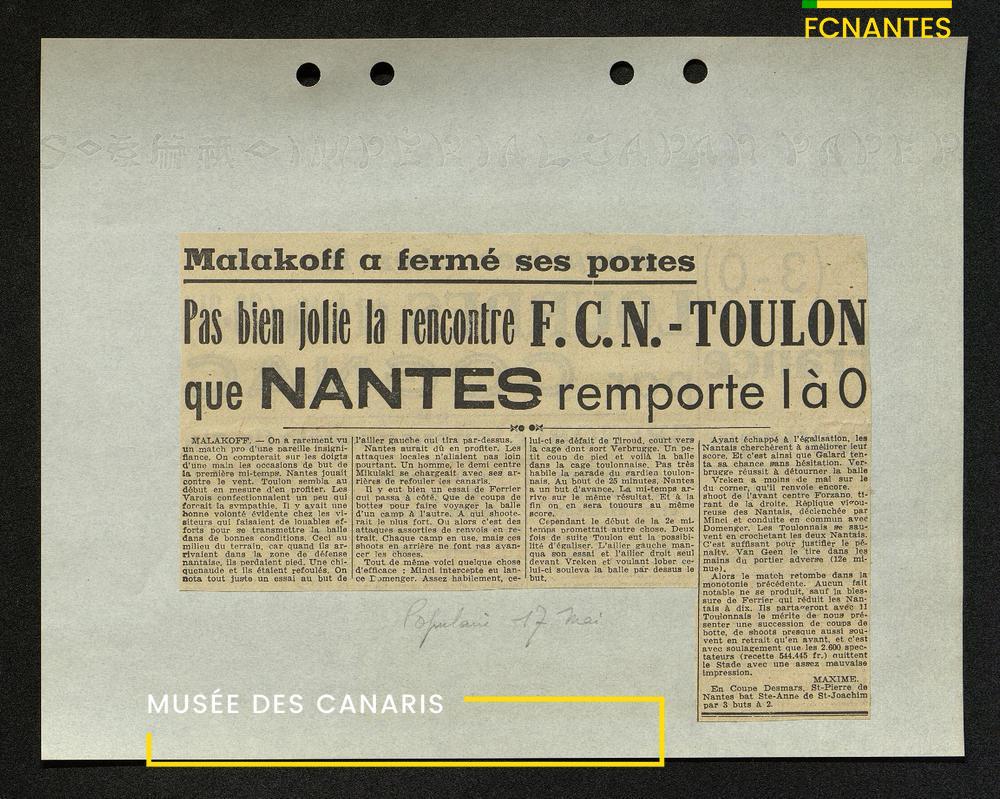 FCNANTES
IMPERIAL JAPAN PAPER
Malakoff a fermé ses portes
Pas bien jolie la rencontre F.C.N.-TOULON
que NANTES remporte 1 à 0
MALAKOFF. — On a rarement vu
un match pro d'une pareille insigni-
fiance. On compterait sur les doigts
d'une main les occasions de but de
la première mi-temps. Nantes jouait
contre le vent. Toulon sembla au
début en mesure d'en profiter. Les
Varois confectionnaient un peu qui
forçait la sympathie. Il y avait une
bonne volonté évidente chez les vi-
siteurs qui faisaient de louables ef-
forts pour se transmettre la balle
dans de bonnes conditions. Ceci au
milieu du terrain, car quand ils ar-
rivaient dans la zone de défense
nantaise, ils perdaient pied. Une chi-
quenaude et ils étaient refoulés. On
nota tout juste un essai au but de
l'ailler gauche qui tira par-dessus.
Nantes aurait dû en profiter. Les
attaques locales n'allaient pas loin
pourtant. Un homme, le demi centre
Mikulski se chargeait avec ses ar-
rières de refouler les canaris.
Il y eut bien un essai de Ferrier
qui passa à côté. Que de coups de
bottes pour faire voyager la balle
d'un camp à l'autre. A qui shoote-
rait le plus fort. Ou alors c'est des
attaques assorties de renvois en re-
trait. Chaque camp en use, mais ces
shoots en arrière ne font pas avan-
cer les choses.
Tout de même voici quelque chose
d'efficace : Minci intercepte en lan-
ce Domenger. Assez habilement, ce-
lui-ci se défait de Tiroud, court vers
la cage dont sort Verbrugge. Un pe-
tit coup de pied et voilà la balle
dans la cage toulonnaise. Pas très
habile la parade du gardien toulon-
nais. Au bout de 25 minutes, Nantes
a un but d'avance. La mi-temps ar-
rive sur le même résultat. Et à la
fin on en sera toujours au même
score.
Cependant le début de la 2e mi-
temps promettait autre chose. Deux
fois de suite Toulon eut la possibi-
lité d'égaliser. L'ailler gauche man-
qua son essai et l'ailler droit seul
devant Vreken et voulant lober ce-
lui-ci souleva la balle par dessus le
but.
Ayant échappé à l'égalisation, les
Nantais cherchèrent à améliorer leur
score. Et c'est ainsi que Galard ten-
ta sa chance sans hésitation. Ver-
brugge réussit à détourner la balle
Vreken a moins de mal sur le
du corner, qu'il renvoie encore.
shoot de l'avant centre Forzano, ti-
rant de la droite. Réplique vigou-
reuse des Nantais, déclenchée par
Minci et conduite en commun avec
Domenger. Les Toulonnais se sau-
vent en crochetant les deux Nantais.
C'est suffisant pour justifier le pé-
nalty. Van Geen le tire dans les
mains du portier adverse (12e mi-
nue).
Alors le match retombe dans la
monotonie précédente. Aucun fait
notable ne se produit, sauf la bles-
sure de Ferrier qui réduit les Nan-
tais à dix. Ils partageront avec 11
Toulonnais le mérite de nous pré-
senter une succession de coups de
botte, de shoots presque aussi sou-
vent en retrait qu'en avant, et c'est
avec soulagement que les 2.600 spec-
tateurs (recette 544.445 fr.) quittent
le Stade avec une assez mauvaise
impression.
MAXIME.
En Coupe Desmars, St-Pierre de
Nantes bat Ste-Anne de St-Joachim
par 3 buts à 2.
Populaire 17 mai
MUSÉE DES CANARIS